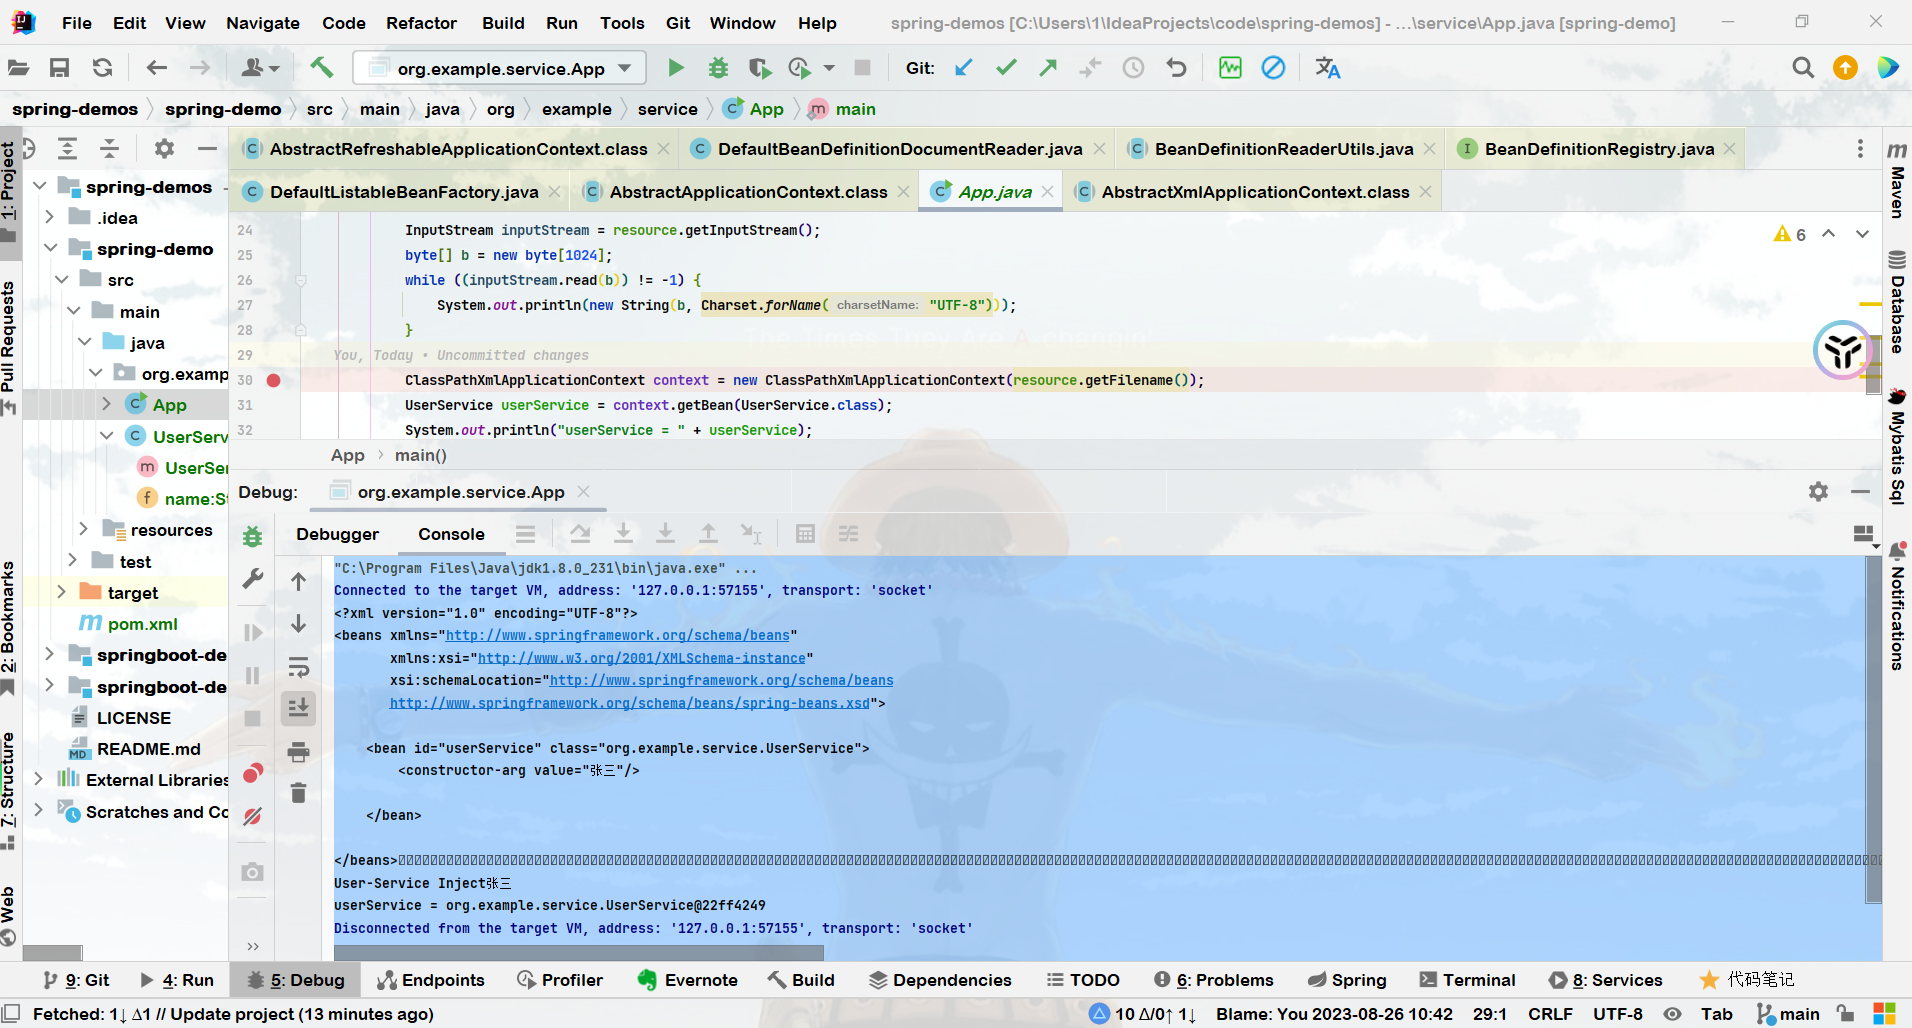 File Edit View Navigate Code Refactor Build Run Tools Git Window Help spring-demos [C:\Users\1\IdeaProjects\code\spring-demos] - ...\service\App.java [spring-demo]
org.example.service.App Git:
spring-demos spring-demo src main java org example service App main
AbstractRefreshableApplicationContext.class DefaultBeanDefinitionDocumentReader.java BeanDefinitionReaderUtils.java BeanDefinitionRegistry.java
DefaultListableBeanFactory.java AbstractApplicationContext.class App.java AbstractXmlApplicationContext.class
1: Project
Pull Requests
2: Bookmarks
7: Structure
Web
spring-demos
.idea
spring-demo
src
main
java
org.examp
App
UserServ
UserSer
name:S
resources
test
target
pom.xml
springboot-de
springboot-de
LICENSE
README.md
External Libraries
Scratches and Co
24 InputStream inputStream = resource.getInputStream();
25 byte[] b = new byte[1024];
26 while ((inputStream.read(b)) != -1) {
27 System.out.println(new String(b, Charset.forName( charsetName: "UTF-8")));
28 }
29 You, Today • Uncommitted changes
30 ClassPathXmlApplicationContext context = new ClassPathXmlApplicationContext(resource.getFilename());
31 UserService userService = context.getBean(UserService.class);
32 System.out.println("userService = " + userService);
6
App main()
Debug: org.example.service.App
Debugger Console
"C:\Program Files\Java\jdk1.8.0_231\bin\java.exe" ...
Connected to the target VM, address: '127.0.0.1:57155', transport: 'socket'
<?xml version="1.0" encoding="UTF-8"?>
<beans xmlns="http://www.springframework.org/schema/beans"
xmlns:xsi="http://www.w3.org/2001/XMLSchema-instance"
xsi:schemaLocation="http://www.springframework.org/schema/beans
http://www.springframework.org/schema/beans/spring-beans.xsd">
<bean id="userService" class="org.example.service.UserService">
<constructor-arg value="张三"/>
</bean>
</beans>
User-Service Inject张三
userService = org.example.service.UserService@22ff4249
Disconnected from the target VM, address: '127.0.0.1:57155', transport: 'socket'
Maven
Database
Mybatis Sql
Notifications
9: Git 4: Run 5: Debug Endpoints Profiler Evernote Build Dependencies TODO 6: Problems Spring Terminal 8: Services 代码笔记
Fetched: 1↓ Δ1 // Update project (13 minutes ago) 10 Δ/0↑ 1↓ Blame: You 2023-08-26 10:42 29:1 CRLF UTF-8 Tab main